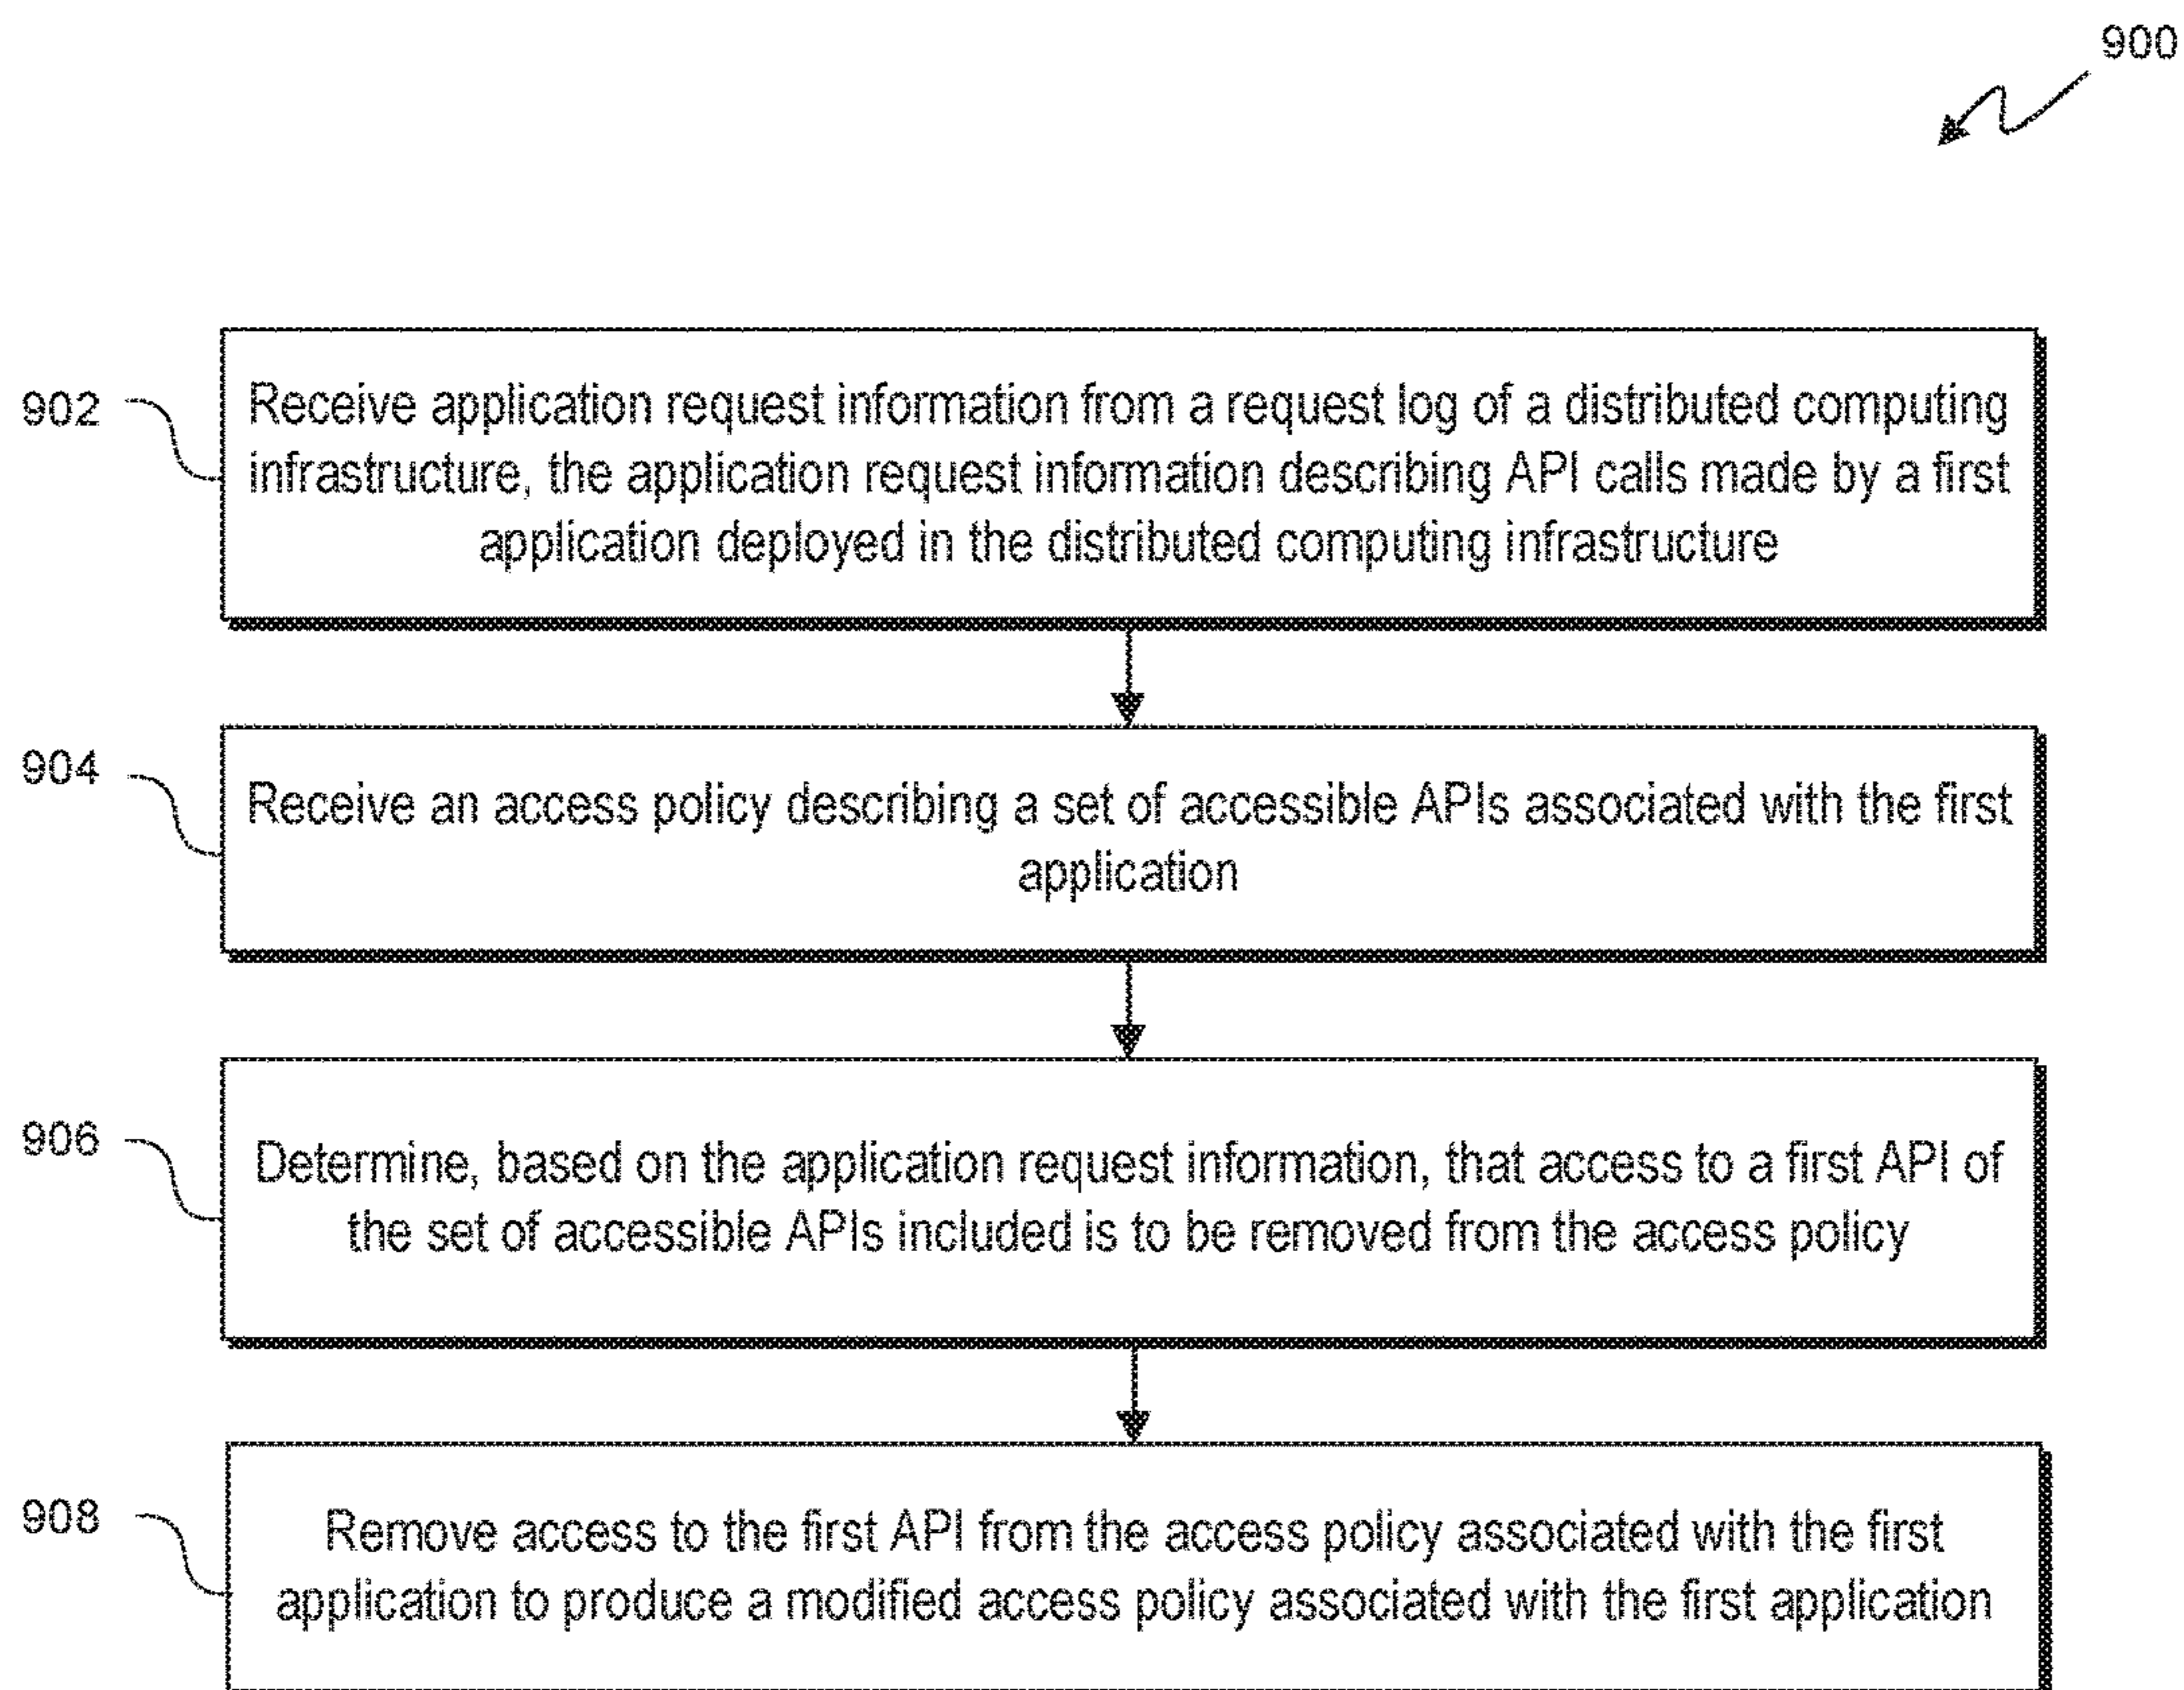 900
902
Receive application request information from a request log of a distributed computing
infrastructure, the application request information describing API calls made by a first
application deployed in the distributed computing infrastructure
904
Receive an access policy describing a set of accessible APIs associated with the first
application
906
Determine, based on the application request information, that access to a first API of
the set of accessible APIs included is to be removed from the access policy
908
Remove access to the first API from the access policy associated with the first
application to produce a modified access policy associated with the first application